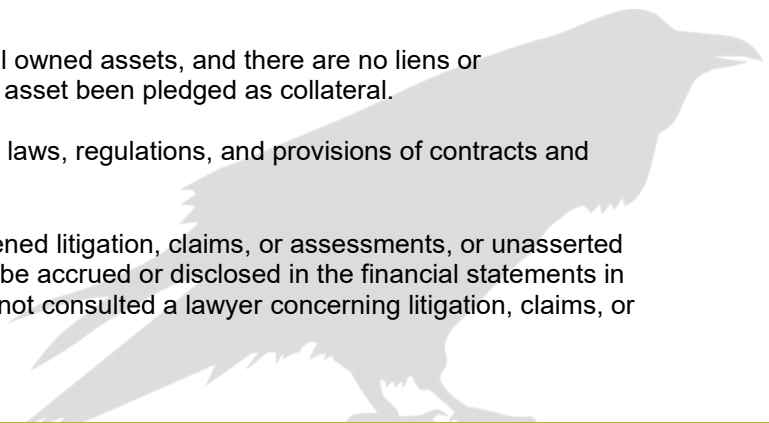 l owned assets, and there are no liens or
asset been pledged as collateral.
laws, regulations, and provisions of contracts and
ened litigation, claims, or assessments, or unasserted
be accrued or disclosed in the financial statements in
not consulted a lawyer concerning litigation, claims, or